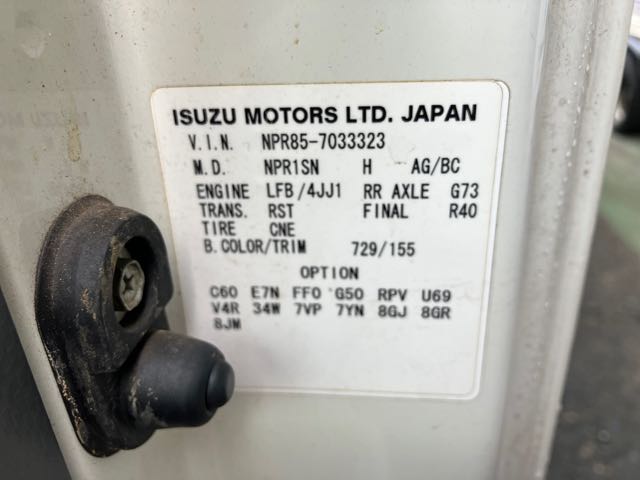 ISUZU MOTORS LTD. JAPAN
V.I.N. NPR85-7033323
M.D. NPR1SN H AG/BC
ENGINE LFB/4JJ1 RR AXLE G73
TRANS. RST FINAL R40
TIRE CNE
B.COLOR/TRIM 729/155
OPTION
C60 E7N FF0 G50 RPV U69
V4R 34W 7VP 7YN 8GJ 8GR
8JM